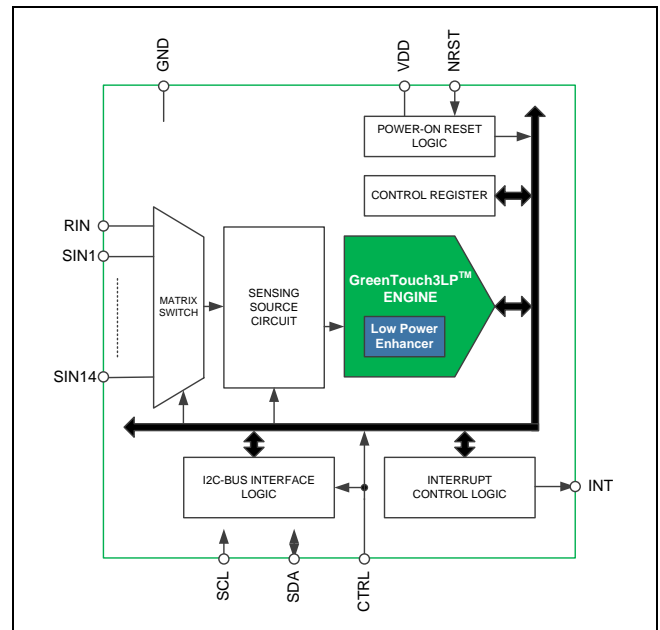 GND
VDD
NRST
POWER-ON RESET
LOGIC
CONTROL REGISTER
RIN
SIN1
SIN14
MATRIX
SWITCH
SENSING
SOURCE
CIRCUIT
GreenTouch3LP™
ENGINE
Low Power
Enhancer
I2C-BUS INTERFACE
LOGIC
INTERRUPT
CONTROL LOGIC
INT
SCL
SDA
CTRL